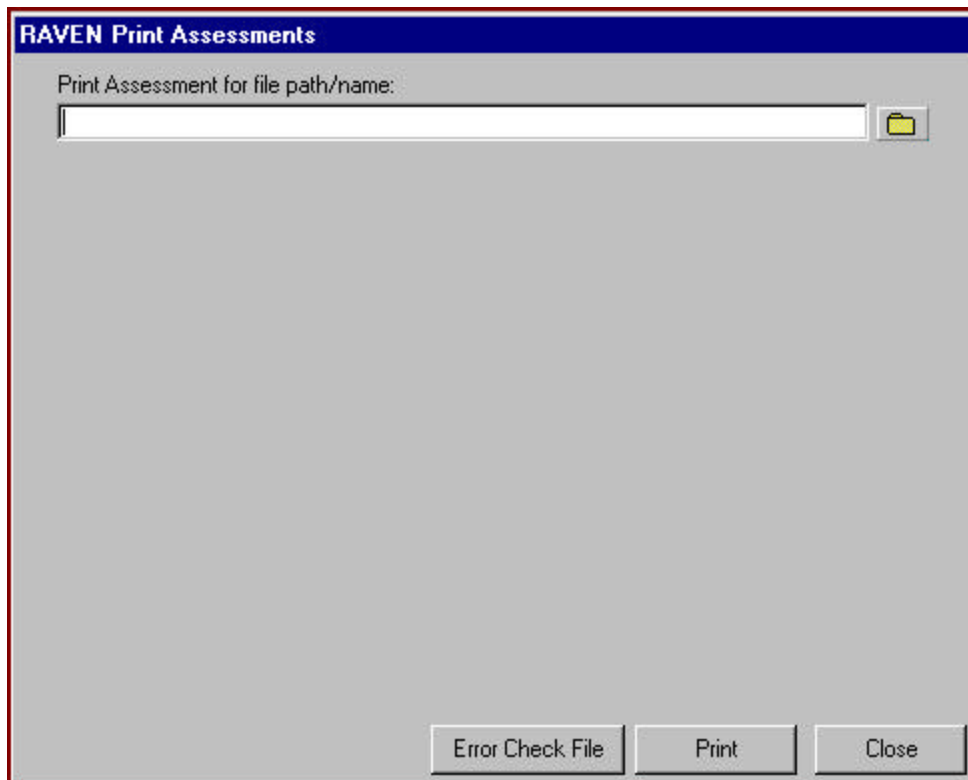 RAVEN Print Assessments
Print Assessment for file path/name:
Error Check File
Print
Close